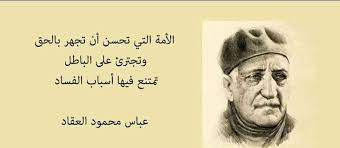 الأمة التي تحسن أن تجهر بالحق
وتجترئ على الباطل
تمتنع فيها أسباب الفساد
عباس محمود العقاد